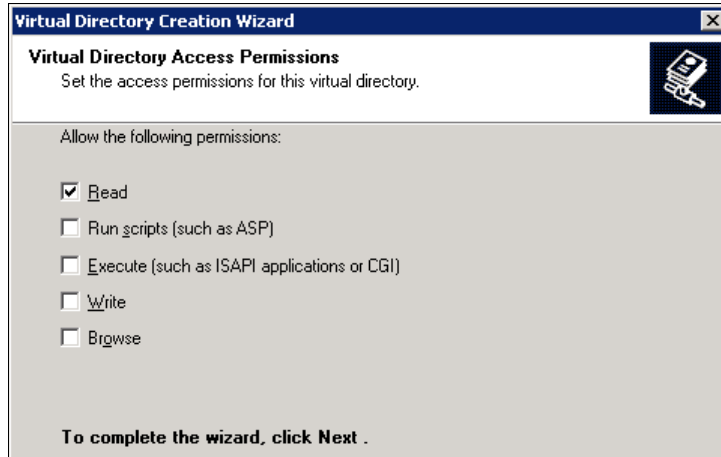 Virtual Directory Creation Wizard
Virtual Directory Access Permissions
Set the access permissions for this virtual directory.
Allow the following permissions:
Read
Run scripts (such as ASP)
Execute (such as ISAPI applications or CGI)
Write
Browse
To complete the wizard, click Next .